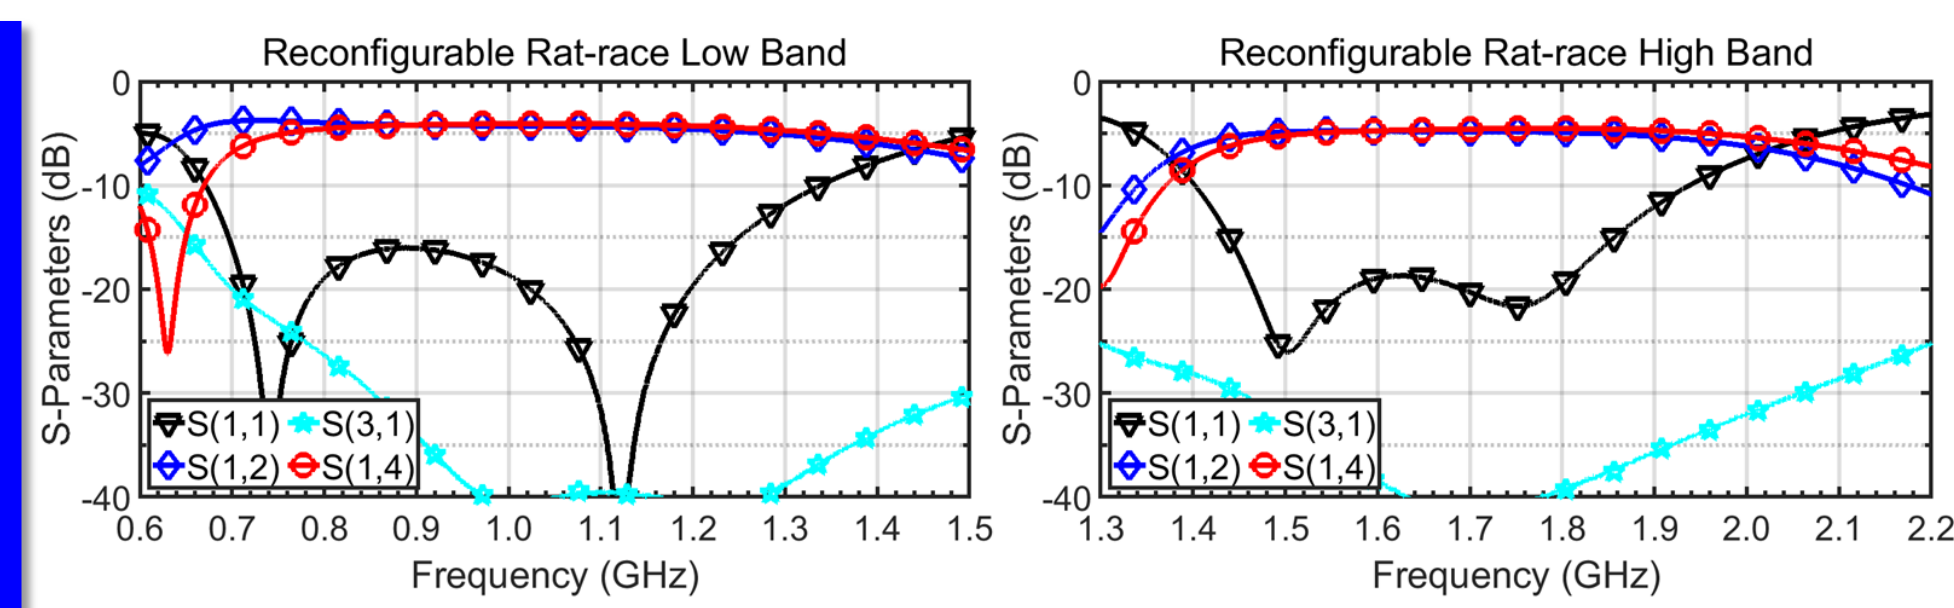 Reconfigurable Rat-race Low Band
S-Parameters (dB)
0
-10
-20
-30
-40
S(1,1) S(3,1)
S(1,2) S(1,4)
0.6 0.7 0.8 0.9 1.0 1.1 1.2 1.3 1.4 1.5
Frequency (GHz)
Reconfigurable Rat-race High Band
S-Parameters (dB)
0
-10
-20
-30
-40
S(1,1) S(3,1)
S(1,2) S(1,4)
1.3 1.4 1.5 1.6 1.7 1.8 1.9 2.0 2.1 2.2
Frequency (GHz)